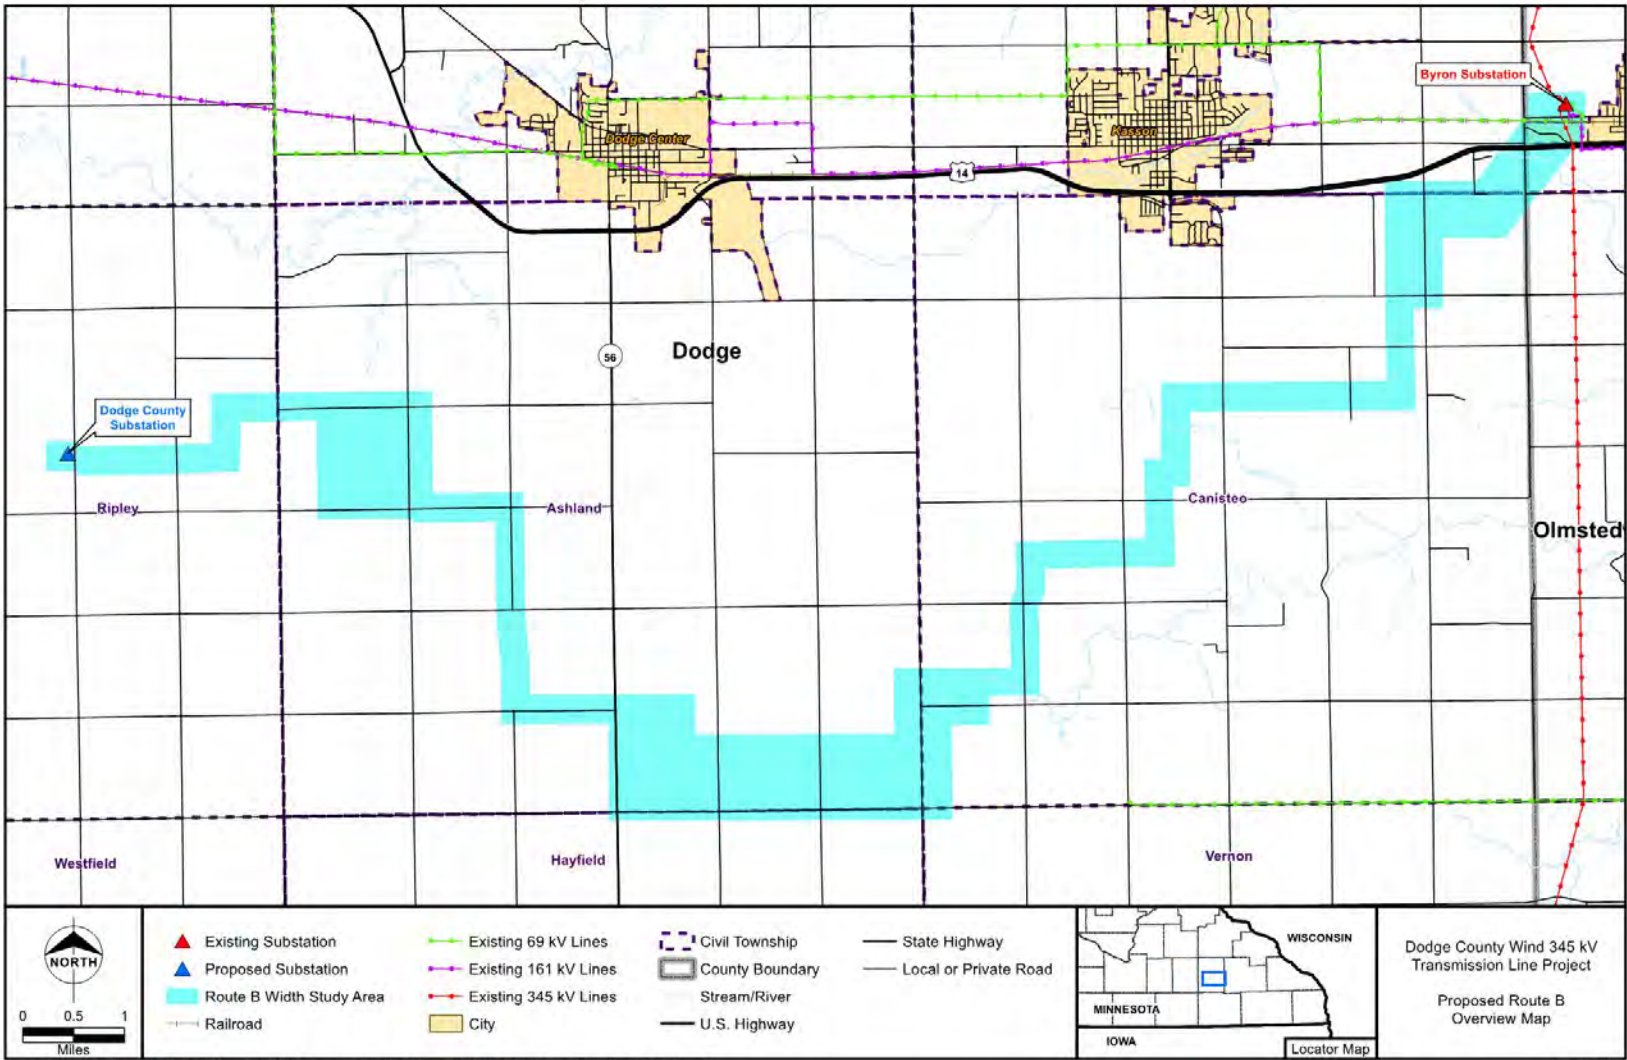 Byron Substation
Dodge Center
Kasson
14
56
Dodge
Dodge County
Substation
Ripley
Ashland
Canisteo
Olmsted
Westfield
Hayfield
Vernon
NORTH
0 0.5 1
Miles
Existing Substation
Proposed Substation
Route B Width Study Area
Railroad
Existing 69 kV Lines
Existing 161 kV Lines
Existing 345 kV Lines
City
Civil Township
County Boundary
Stream/River
U.S. Highway
State Highway
Local or Private Road
WISCONSIN
MINNESOTA
IOWA
Locator Map
Dodge County Wind 345 kV
Transmission Line Project
Proposed Route B
Overview Map